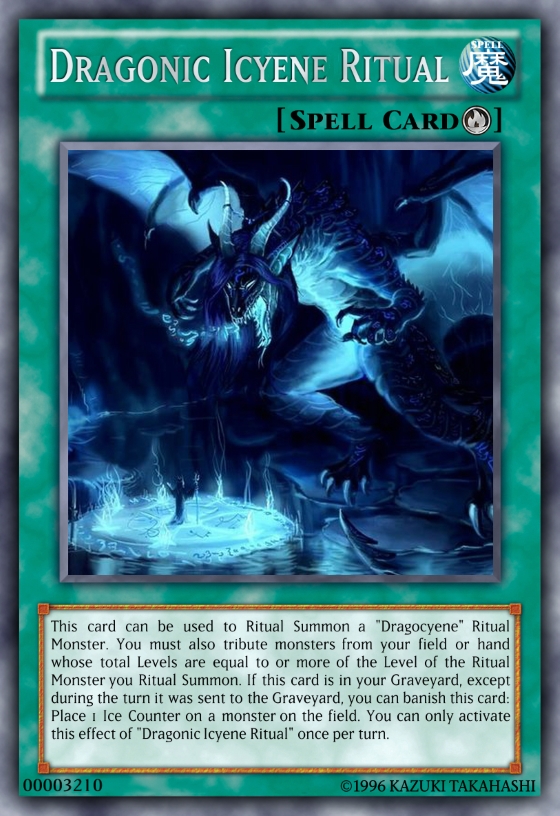 Dragonic Icyene Ritual
SPELL
魔
[Spell Card]
This card can be used to Ritual Summon a "Dragocyene" Ritual
Monster. You must also tribute monsters from your field or hand
whose total Levels are equal to or more of the Level of the Ritual
Monster you Ritual Summon. If this card is in your Graveyard, except
during the turn it was sent to the Graveyard, you can banish this card:
Place 1 Ice Counter on a monster on the field. You can only activate
this effect of "Dragonic Icyene Ritual" once per turn.
00003210
©1996 KAZUKI TAKAHASHI